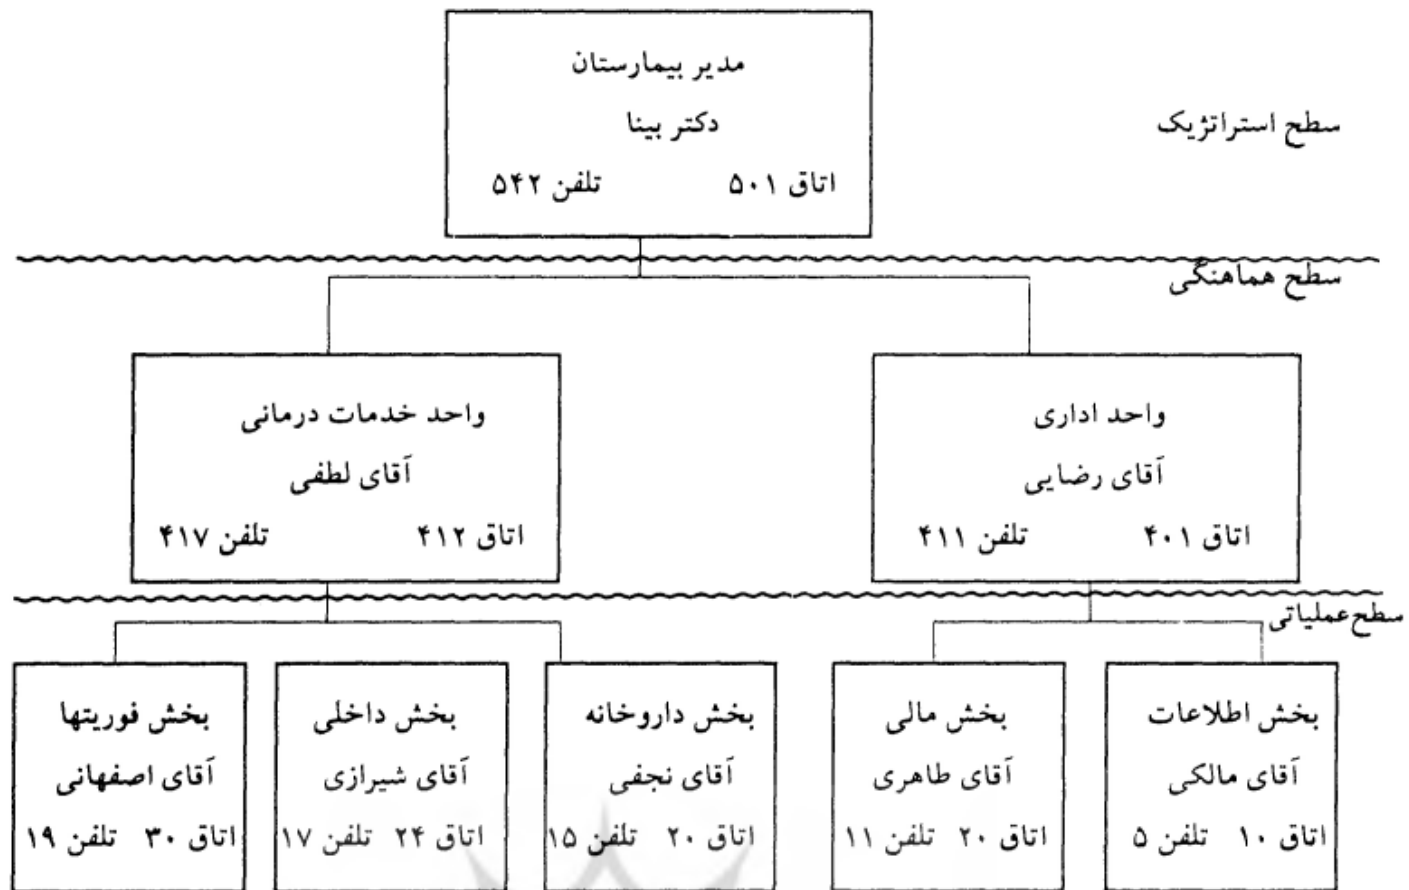 مدیر بیمارستان
دکتر بینا
اتاق ۵۰۱ تلفن ۵۴۲
سطح استراتژیک
سطح هماهنگی
واحد اداری
آقای رضایی
اتاق ۴۰۱ تلفن ۴۱۱
واحد خدمات درمانی
آقای لطفی
اتاق ۴۱۲ تلفن ۴۱۷
سطح عملیاتی
بخش اطلاعات
آقای مالکی
اتاق ۱۰ تلفن ۵
بخش مالی
آقای طاهری
اتاق ۲۰ تلفن ۱۱
بخش داروخانه
آقای نجفی
اتاق ۲۰ تلفن ۱۵
بخش داخلی
آقای شیرازی
اتاق ۲۴ تلفن ۱۷
بخش فوریتها
آقای اصفهانی
اتاق ۳۰ تلفن ۱۹